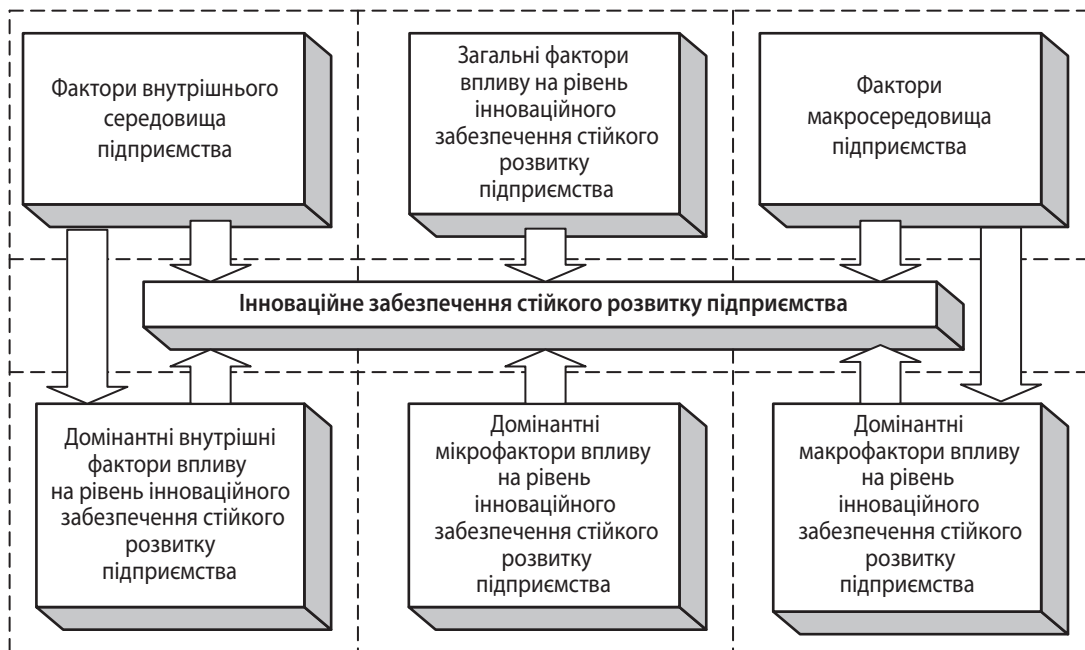 Фактори внутрішнього
середовища
підприємства
Загальні фактори
впливу на рівень
інноваційного
забезпечення стійкого
розвитку
підприємства
Фактори
макросередовища
підприємства
Інноваційне забезпечення стійкого розвитку підприємства
Домінантні внутрішні
фактори впливу
на рівень інноваційного
забезпечення стійкого
розвитку
підприємства
Домінантні
мікрофактори впливу
на рівень
інноваційного
забезпечення стійкого
розвитку
підприємства
Домінантні
макрофактори впливу
на рівень
інноваційного
забезпечення стійкого
розвитку
підприємства